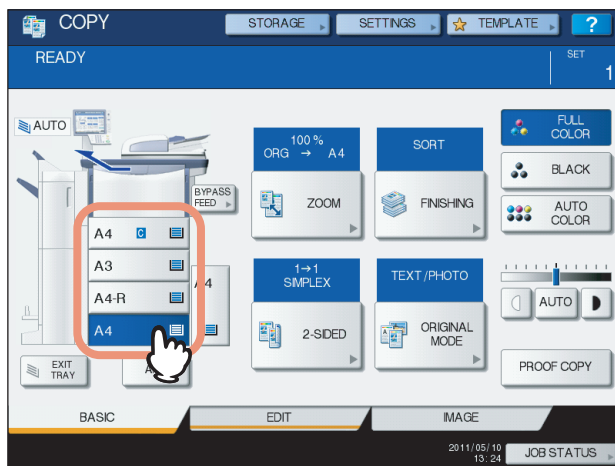 COPY
STORAGE
SETTINGS
TEMPLATE
?
READY
SET
1
AUTO
100 %
ORG → A4
SORT
FULL
COLOR
BLACK
AUTO
COLOR
BYPASS
FEED
ZOOM
FINISHING
A4 C
A3
A4-R
A4
A4
1→1
SIMPLEX
TEXT/PHOTO
2-SIDED
ORIGINAL
MODE
AUTO
EXIT
TRAY
PROOF COPY
BASIC
EDIT
IMAGE
2011/05/10
13:24
JOB STATUS